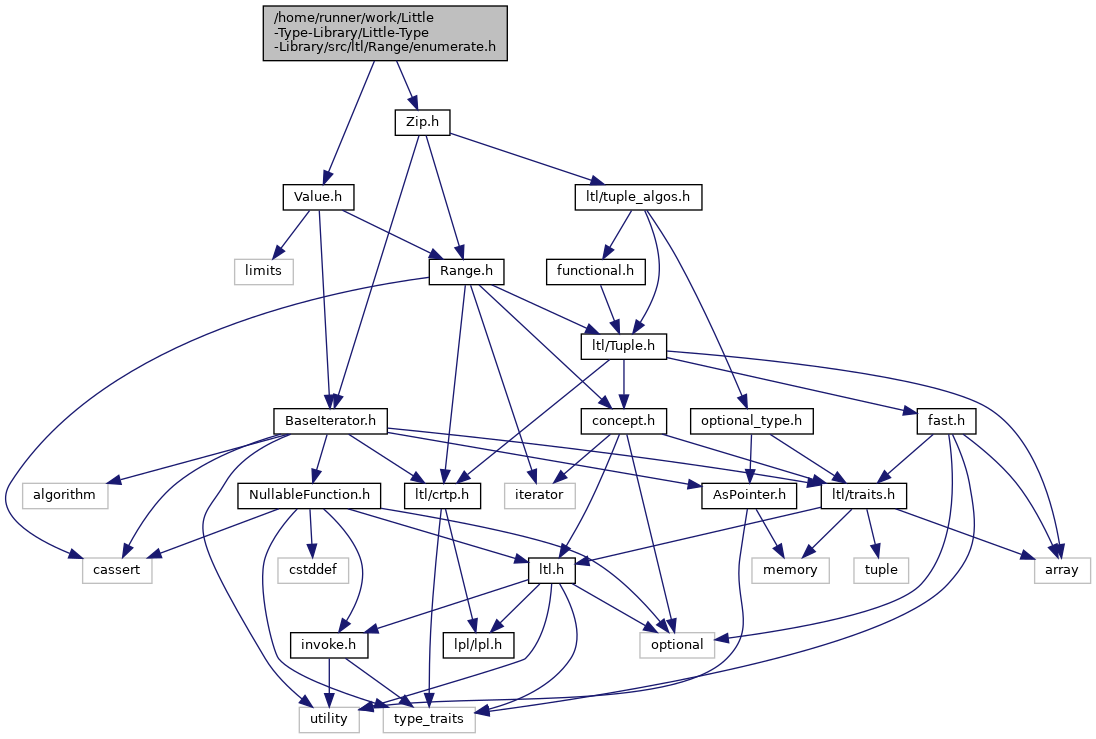 /home/runner/work/Little
-Type-Library/Little-Type
-Library/src/ltl/Range/enumerate.h
Zip.h
Value.h
ltl/tuple_algos.h
limits
Range.h
functional.h
ltl/Tuple.h
BaseIterator.h
concept.h
optional_type.h
fast.h
algorithm
NullableFunction.h
ltl/crtp.h
iterator
AsPointer.h
ltl/traits.h
cassert
cstddef
ltl.h
memory
tuple
array
invoke.h
lpl/lpl.h
optional
utility
type_traits